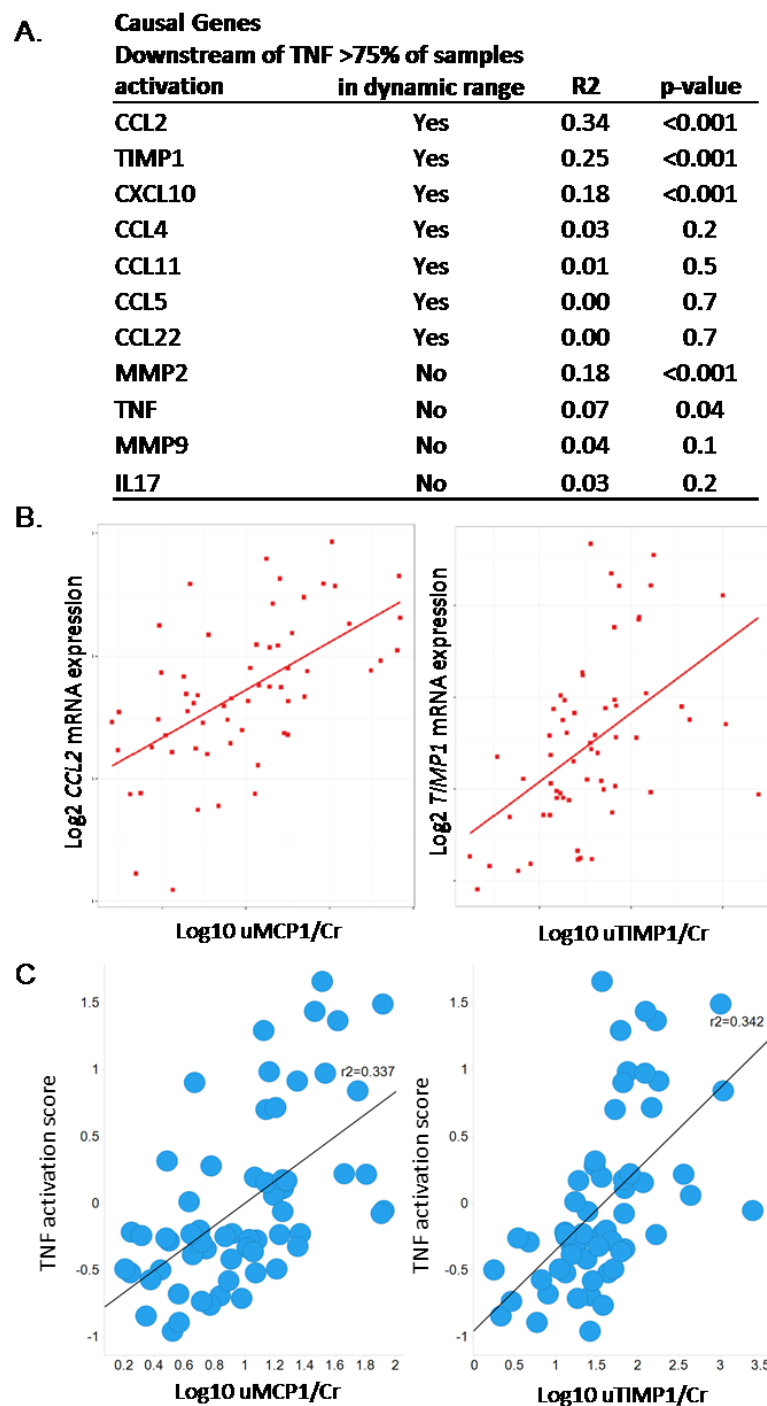 A.
Causal Genes
Downstream of TNF >75% of samples
activation in dynamic range R2 p-value
CCL2 Yes 0.34 <0.001
TIMP1 Yes 0.25 <0.001
CXCL10 Yes 0.18 <0.001
CCL4 Yes 0.03 0.2
CCL11 Yes 0.01 0.5
CCL5 Yes 0.00 0.7
CCL22 Yes 0.00 0.7
MMP2 No 0.18 <0.001
TNF No 0.07 0.04
MMP9 No 0.04 0.1
IL17 No 0.03 0.2
B.
Log2 CCL2 mRNA expression
Log10 uMCP1/Cr
Log2 TIMP1 mRNA expression
Log10 uTIMP1/Cr
C
TNF activation score
1.5
1
0.5
0
-0.5
-1
r2=0.337
0.2 0.4 0.6 0.8 1 1.2 1.4 1.6 1.8 2
Log10 uMCP1/Cr
TNF activation score
1.5
1
0.5
0
-0.5
-1
r2=0.342
0 0.5 1 1.5 2 2.5 3 3.5
Log10 uTIMP1/Cr